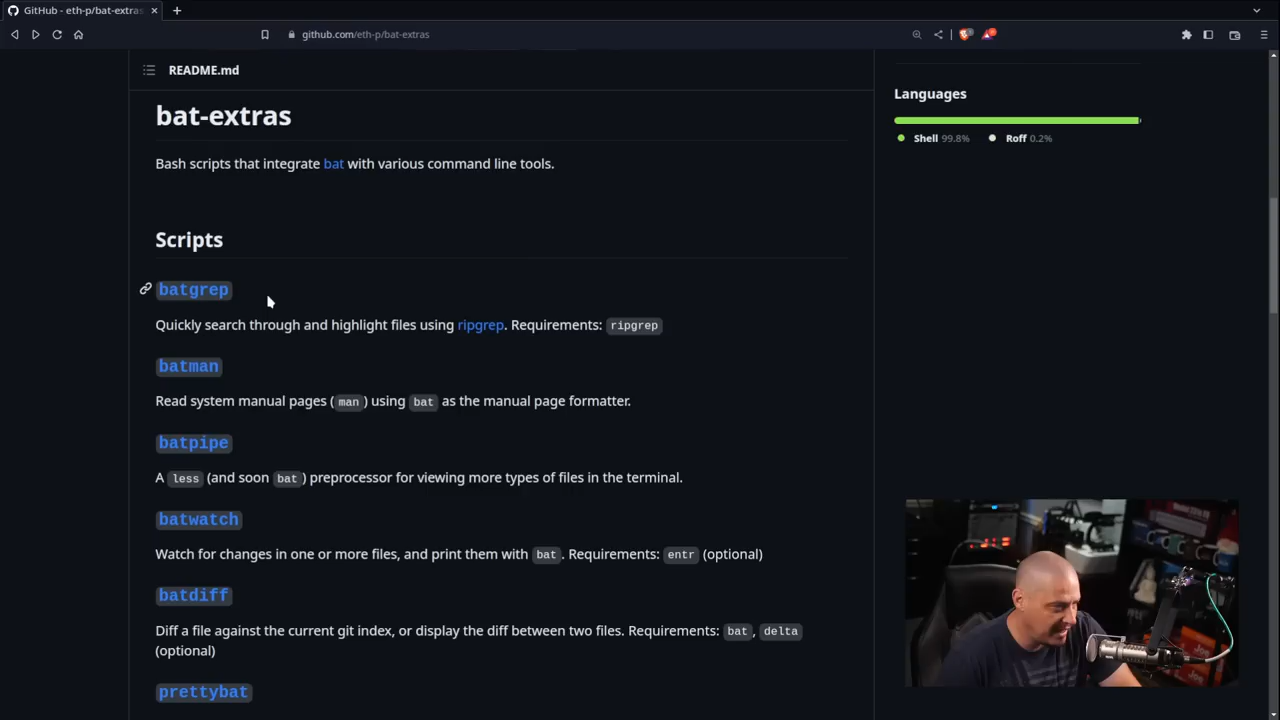 GitHub - eth-p/bat-extras
github.com/eth-p/bat-extras
README.md
bat-extras
Bash scripts that integrate bat with various command line tools.
Scripts
batgrep
Quickly search through and highlight files using ripgrep. Requirements: ripgrep
batman
Read system manual pages (man) using bat as the manual page formatter.
batpipe
A less (and soon bat) preprocessor for viewing more types of files in the terminal.
batwatch
Watch for changes in one or more files, and print them with bat. Requirements: entr (optional)
batdiff
Diff a file against the current git index, or display the diff between two files. Requirements: bat, delta
(optional)
prettybat
Languages
Shell 99.8%
Roff 0.2%